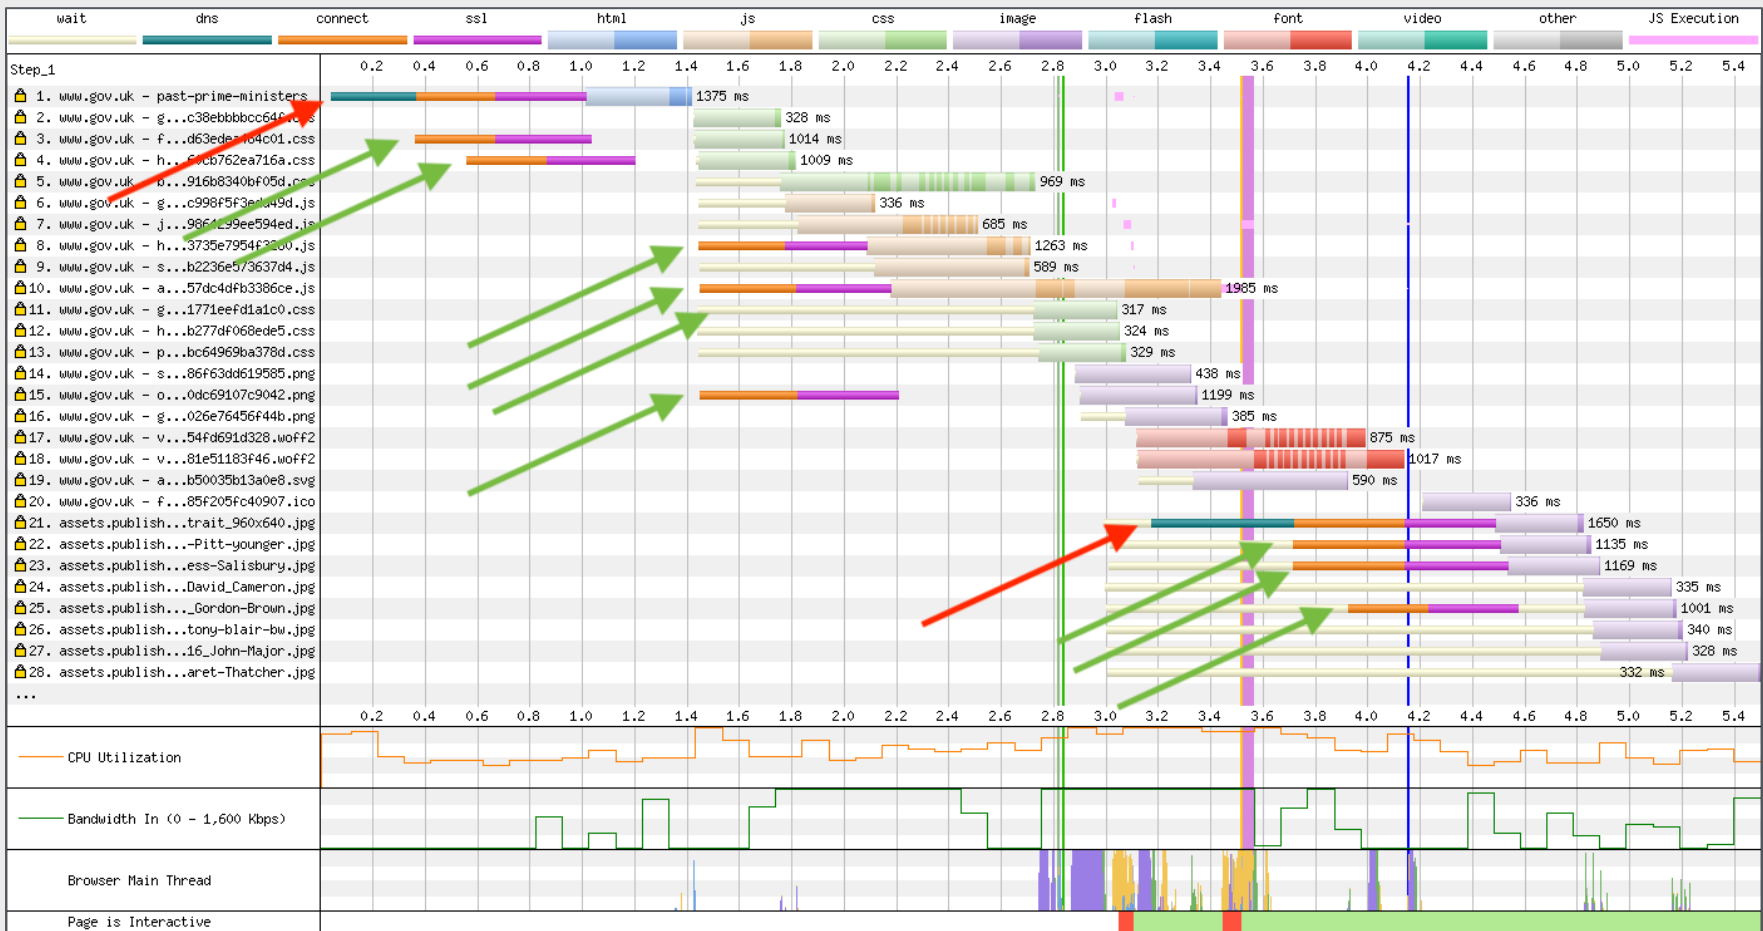 wait dns connect ssl html js css image flash font video other JS Execution
Step_1 0.2 0.4 0.6 0.8 1.0 1.2 1.4 1.6 1.8 2.0 2.2 2.4 2.6 2.8 3.0 3.2 3.4 3.6 3.8 4.0 4.2 4.4 4.6 4.8 5.0 5.2 5.4
1. www.gov.uk - past-prime-ministers 1375 ms
2. www.gov.uk - 328 ms
3. www.gov.uk - 1014 ms
4. www.gov.uk - 1009 ms
5. www.gov.uk - 969 ms
6. www.gov.uk - 336 ms
7. www.gov.uk - 685 ms
8. www.gov.uk - 1263 ms
9. www.gov.uk - 589 ms
10. www.gov.uk - a...57dc4dfb3386ce.js 1985 ms
11. www.gov.uk - g...1771eefd1a1c0.css 317 ms
12. www.gov.uk - h...b277df068ede5.css 324 ms
13. www.gov.uk - p...bc64969ba378d.css 329 ms
14. www.gov.uk - s...86f63dd619585.png 438 ms
15. www.gov.uk - o...0dc69107c9042.png 1199 ms
16. www.gov.uk - g...026e76456f44b.png 385 ms
17. www.gov.uk - v...54fd691d328.woff2 875 ms
18. www.gov.uk - v...81e51183f46.woff2 1017 ms
19. www.gov.uk - a...b50035b13a0e8.svg 590 ms
20. www.gov.uk - f...85f205fc40907.ico 336 ms
21. assets.publish...trait_960x640.jpg 1650 ms
22. assets.publish...-Pitt-younger.jpg 1135 ms
23. assets.publish...ess-Salisbury.jpg 1169 ms
24. assets.publish...David_Cameron.jpg 335 ms
25. assets.publish..._Gordon-Brown.jpg 1001 ms
26. assets.publish...tony-blair-bw.jpg 340 ms
27. assets.publish...16_John-Major.jpg 328 ms
28. assets.publish...aret-Thatcher.jpg 332 ms
...
0.2 0.4 0.6 0.8 1.0 1.2 1.4 1.6 1.8 2.0 2.2 2.4 2.6 2.8 3.0 3.2 3.4 3.6 3.8 4.0 4.2 4.4 4.6 4.8 5.0 5.2 5.4
CPU Utilization
Bandwidth In (0 - 1,600 Kbps)
Browser Main Thread
Page is Interactive